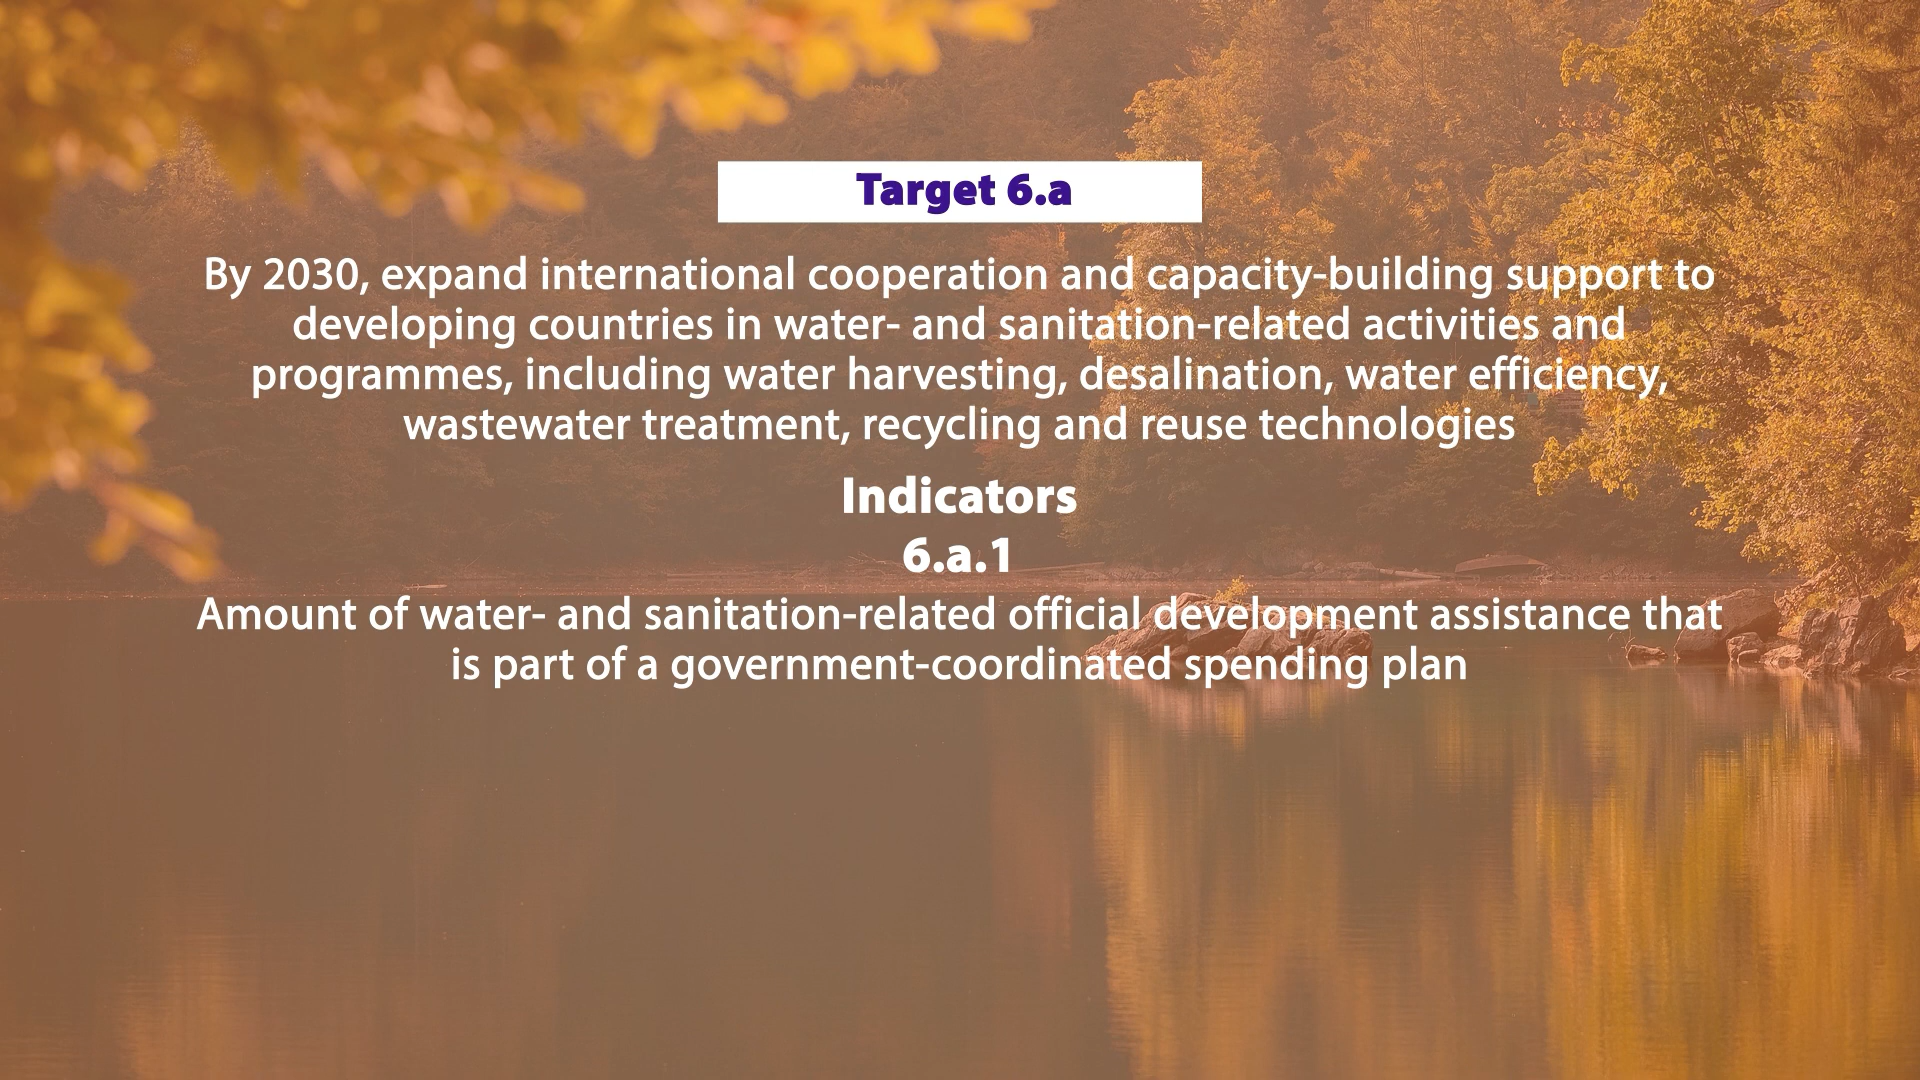 Target 6.a
By 2030, expand international cooperation and capacity-building support to
developing countries in water- and sanitation-related activities and
programmes, including water harvesting, desalination, water efficiency,
wastewater treatment, recycling and reuse technologies
Indicators
6.a.1
Amount of water- and sanitation-related official development assistance that
is part of a government-coordinated spending plan